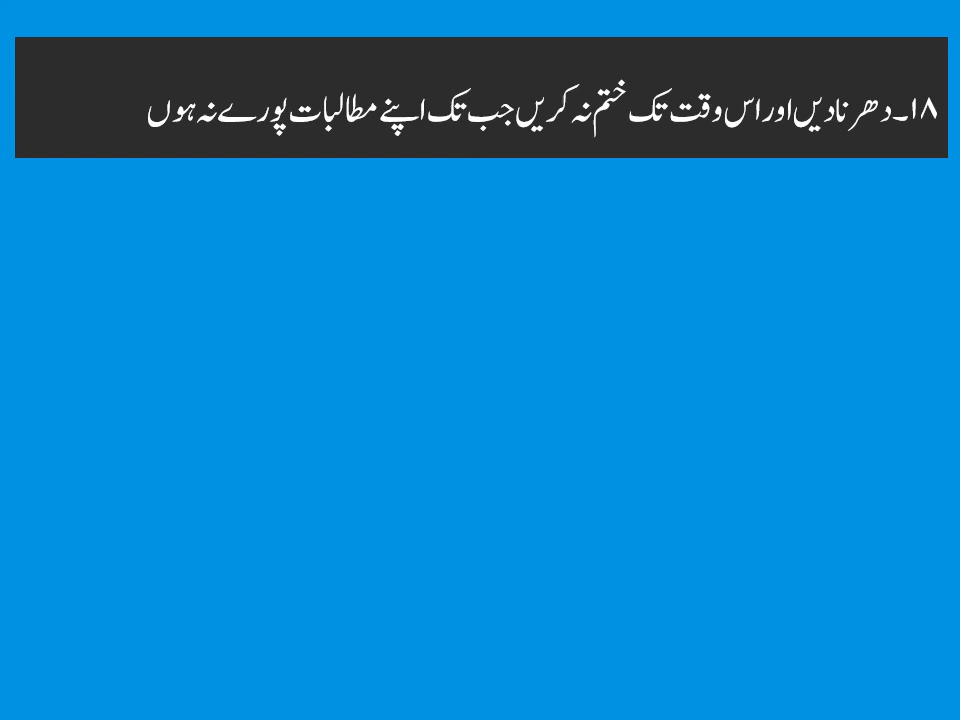 ۱۸۔دھرنا دیں اور اس وقت تک ختم نہ کریں جب تک اپنے مطالبات پورے نہ ہوں